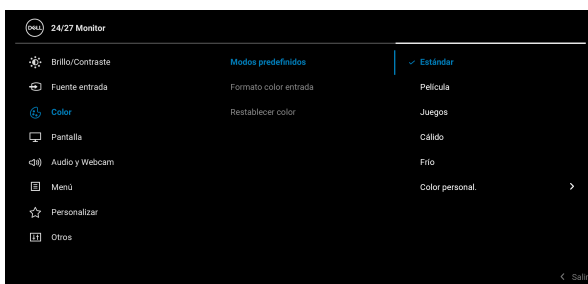 DELL 24/27 Monitor
Brillo/Contraste Modos predefinidos Estándar
Fuente entrada Formato color entrada Película
Color Restablecer color Juegos
Pantalla Cálido
Audio y Webcam Frío
Menú Color personal.
Personalizar
Otros
Salir